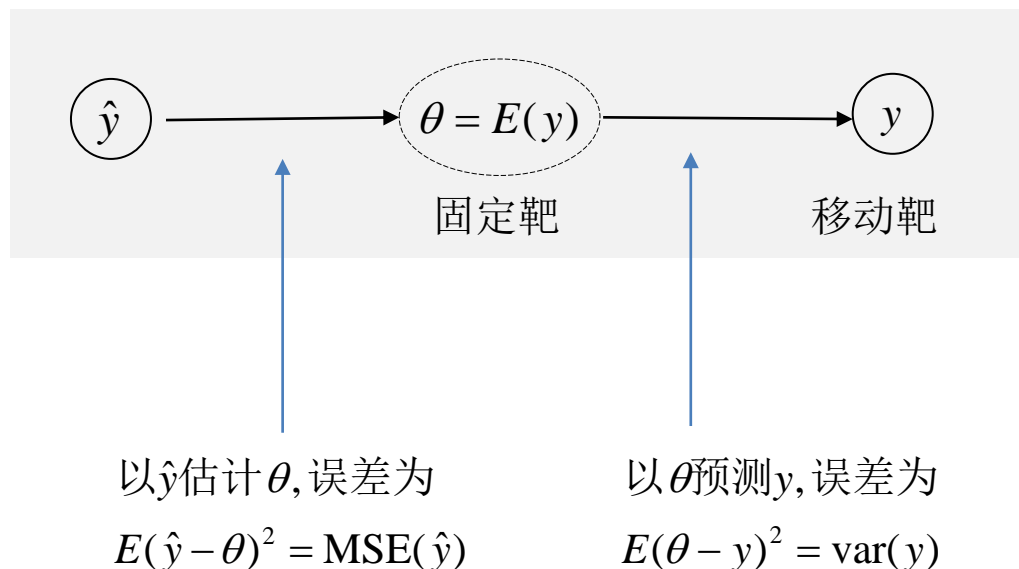 ŷ θ = E(y) y
固定靶 移动靶
以ŷ估计θ,误差为 以θ预测y,误差为
E(ŷ−θ)² = MSE(ŷ) E(θ−y)² = var(y)